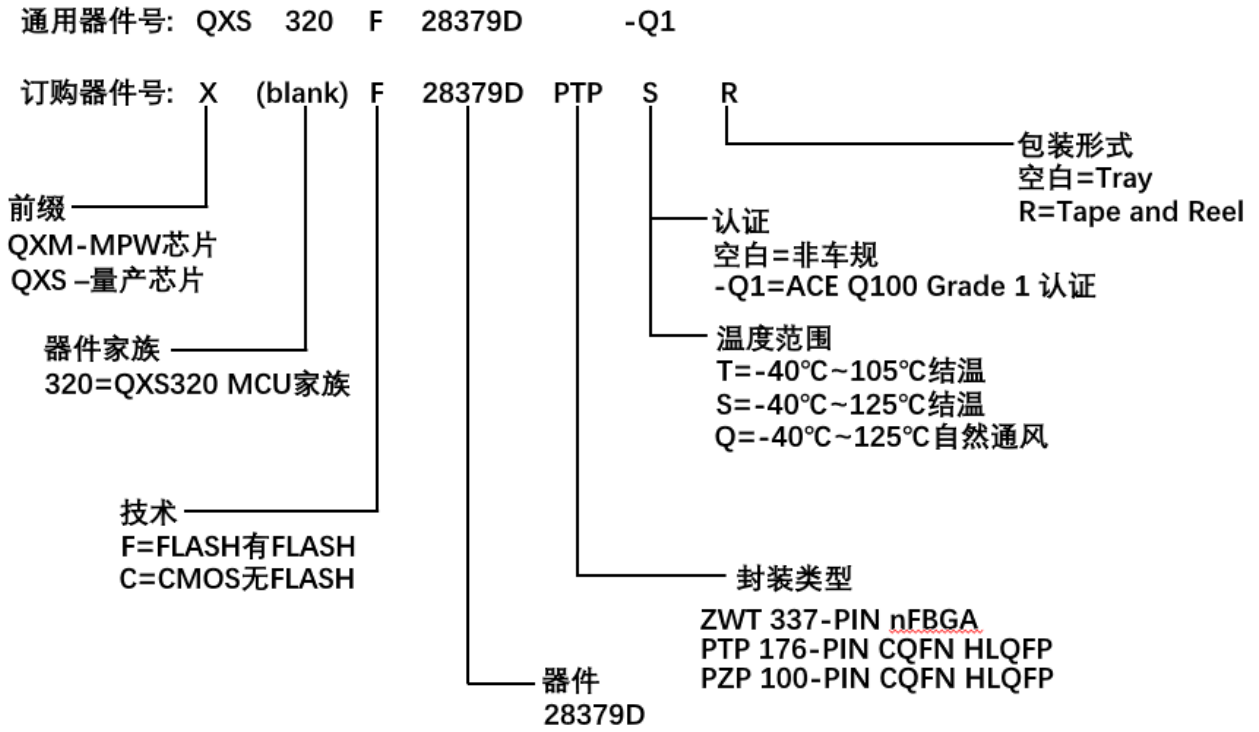 通用器件号: QXS 320 F 28379D -Q1
订购器件号: X (blank) F 28379D PTP S R
包装形式
空白=Tray
R=Tape and Reel
前缀
QXM-MPW芯片
QXS –量产芯片
认证
空白=非车规
-Q1=ACE Q100 Grade 1 认证
器件家族
320=QXS320 MCU家族
温度范围
T=-40℃~105℃结温
S=-40℃~125℃结温
Q=-40℃~125℃自然通风
技术
F=FLASH有FLASH
C=CMOS无FLASH
封装类型
ZWT 337-PIN nFBGA
PTP 176-PIN CQFN HLQFP
PZP 100-PIN CQFN HLQFP
器件
28379D